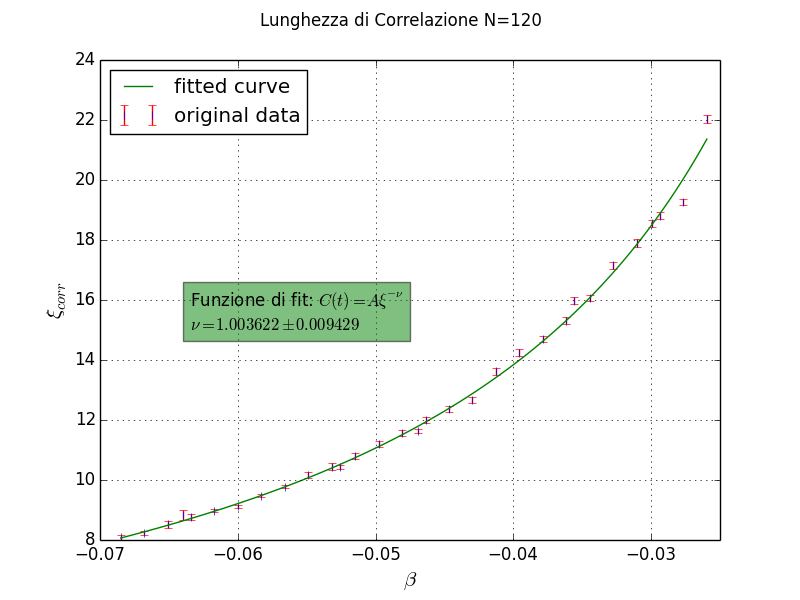 Lunghezza di Correlazione N=120
24
22
20
18
16
14
12
10
8
ξcorr
fitted curve
original data
Funzione di fit: C(t)=Aξ^−ν
ν=1.003622±0.009429
−0.07 −0.06 −0.05 −0.04 −0.03
β